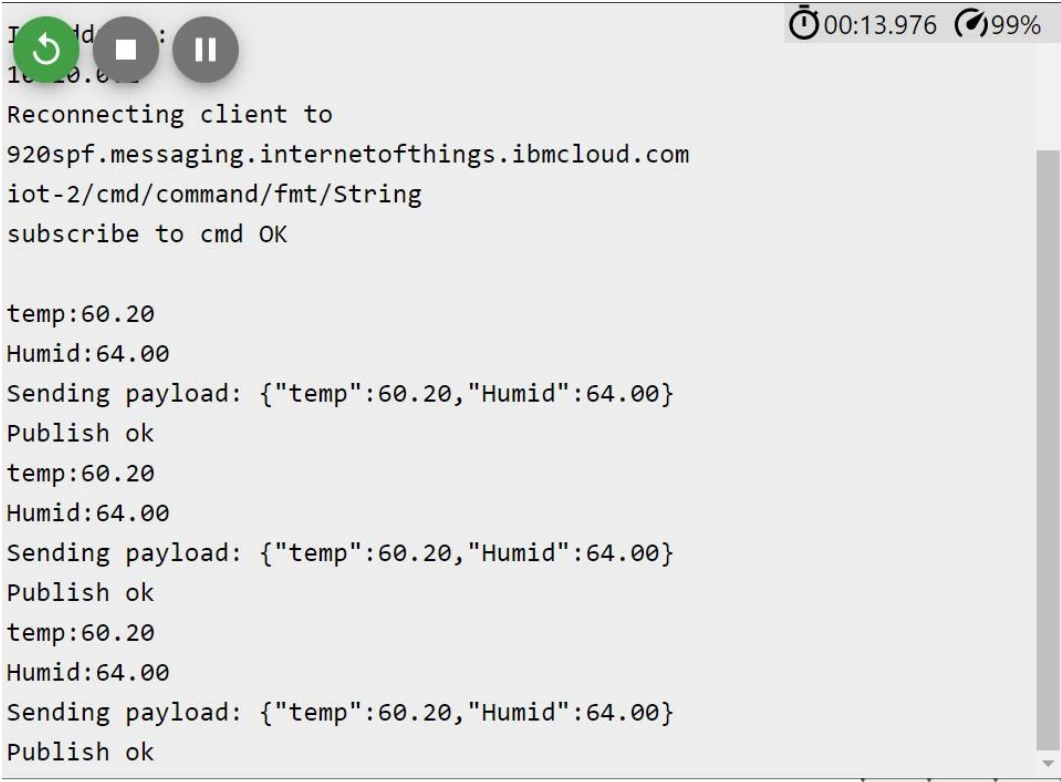 00:13.976 99%
Reconnecting client to
920spf.messaging.internetofthings.ibmcloud.com
iot-2/cmd/command/fmt/String
subscribe to cmd OK
temp:60.20
Humid:64.00
Sending payload: {"temp":60.20,"Humid":64.00}
Publish ok
temp:60.20
Humid:64.00
Sending payload: {"temp":60.20,"Humid":64.00}
Publish ok
temp:60.20
Humid:64.00
Sending payload: {"temp":60.20,"Humid":64.00}
Publish ok